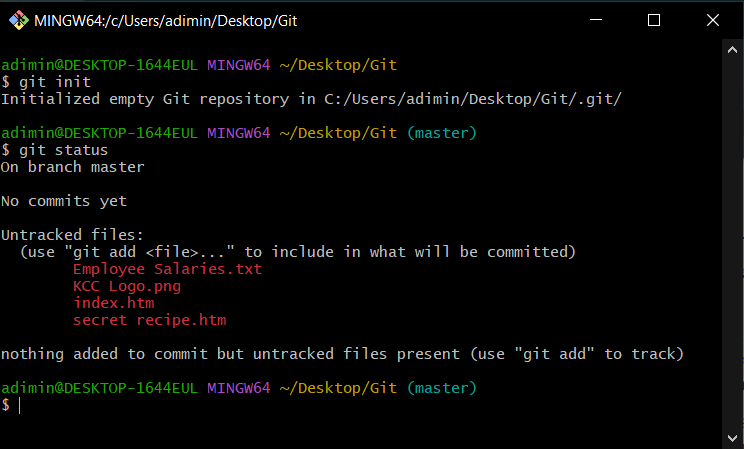 MINGW64:/c/Users/adimin/Desktop/Git
adimin@DESKTOP-1644EUL MINGW64 ~/Desktop/Git
$ git init
Initialized empty Git repository in C:/Users/adimin/Desktop/Git/.git/
adimin@DESKTOP-1644EUL MINGW64 ~/Desktop/Git (master)
$ git status
On branch master
No commits yet
Untracked files:
  (use "git add <file>..." to include in what will be committed)
        Employee Salaries.txt
        KCC Logo.png
        index.htm
        secret recipe.htm
nothing added to commit but untracked files present (use "git add" to track)
adimin@DESKTOP-1644EUL MINGW64 ~/Desktop/Git (master)
$